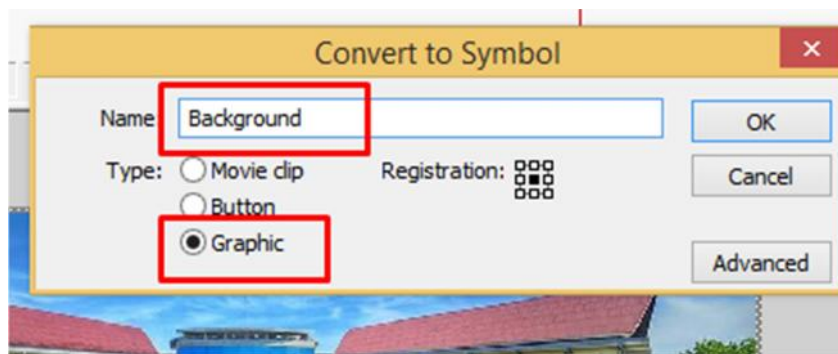 Convert to Symbol
Name Background OK
Type: Movie clip Registration: Cancel
Button
Graphic
Advanced